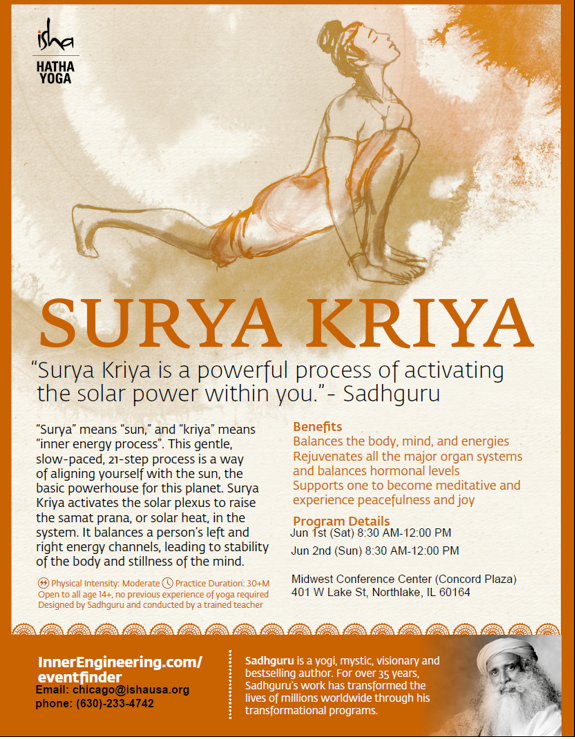 isha
HATHA
YOGA
SURYA KRIYA
“Surya Kriya is a powerful process of activating
the solar power within you.”- Sadhguru
“Surya” means “sun,” and “kriya” means
“inner energy process”. This gentle,
slow-paced, 21-step process is a way
of aligning yourself with the sun, the
basic powerhouse for this planet. Surya
Kriya activates the solar plexus to raise
the samat prana, or solar heat, in the
system. It balances a person’s left and
right energy channels, leading to stability
of the body and stillness of the mind.
Physical Intensity: Moderate Practice Duration: 30+M
Open to all age 14+, no previous experience of yoga required
Designed by Sadhguru and conducted by a trained teacher
Benefits
Balances the body, mind, and energies
Rejuvenates all the major organ systems
and balances hormonal levels
Supports one to become meditative and
experience peacefulness and joy
Program Details
Jun 1st (Sat) 8:30 AM-12:00 PM
Jun 2nd (Sun) 8:30 AM-12:00 PM
Midwest Conference Center (Concord Plaza)
401 W Lake St, Northlake, IL 60164
InnerEngineering.com/
eventfinder
Email: chicago@ishausa.org
phone: (630)-233-4742
Sadhguru is a yogi, mystic, visionary and
bestselling author. For over 35 years,
Sadhguru’s work has transformed the
lives of millions worldwide through his
transformational programs.